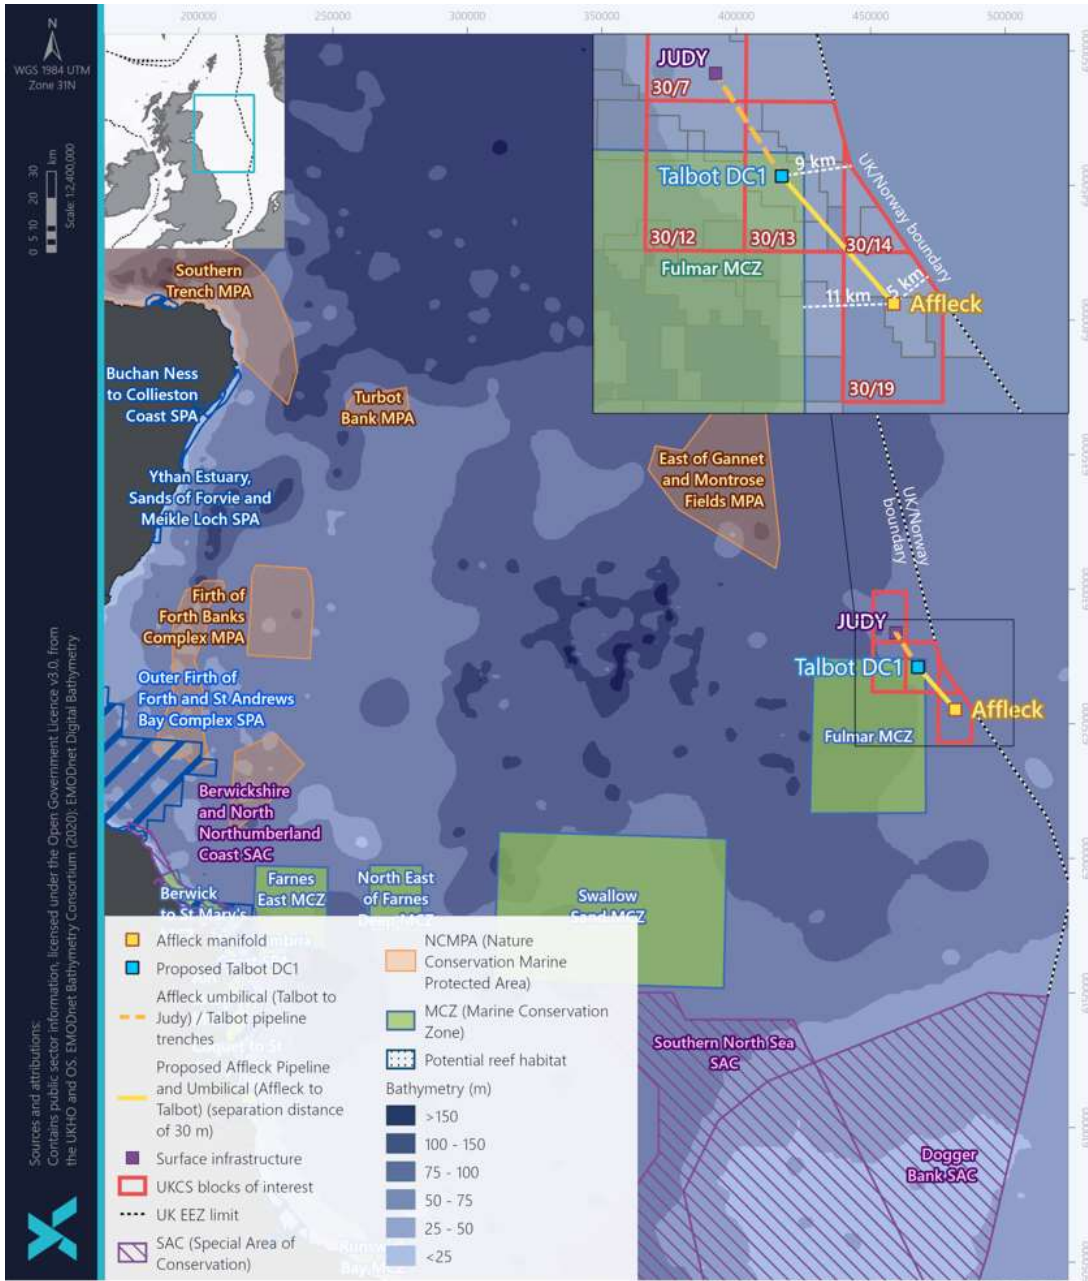 200000
250000
300000
350000
400000
450000
500000
N
WGS 1984 UTM
Zone 31N
0 5 10 20 30
km
Scale: 1:2,400,000
JUDY
30/7
9 km
Talbot DC1
UK/Norway boundary
30/12
30/13
30/14
Fulmar MCZ
11 km
5 km
Affleck
30/19
Southern
Trench MPA
Buchan Ness
to Collieston
Coast SPA
Turbot
Bank MPA
Ythan Estuary,
Sands of Forvie and
Meikle Loch SPA
East of Gannet
and Montrose
Fields MPA
UK/Norway
boundary
Firth of
Forth Banks
Complex MPA
JUDY
Talbot DC1
Affleck
Outer Firth of
Forth and St Andrews
Bay Complex SPA
Fulmar MCZ
Berwickshire
and North
Northumberland
Coast SAC
Farnes
East MCZ
North East
of Farnes
Deep MCZ
Swallow
Sand MCZ
Berwick
to St Mary's
Southern North Sea
SAC
Dogger
Bank SAC
Affleck manifold
Proposed Talbot DC1
Affleck umbilical (Talbot to
Judy) / Talbot pipeline
trenches
Proposed Affleck Pipeline
and Umbilical (Affleck to
Talbot) (separation distance
of 30 m)
Surface infrastructure
UKCS blocks of interest
UK EEZ limit
SAC (Special Area of
Conservation)
NCMPA (Nature
Conservation Marine
Protected Area)
MCZ (Marine Conservation
Zone)
Potential reef habitat
Bathymetry (m)
>150
100 - 150
75 - 100
50 - 75
25 - 50
<25
Sources and attributions:
Contains public sector information, licensed under the Open Government Licence v3.0, from
the UKHO and OS. EMODnet Bathymetry Consortium (2020): EMODnet Digital Bathymetry